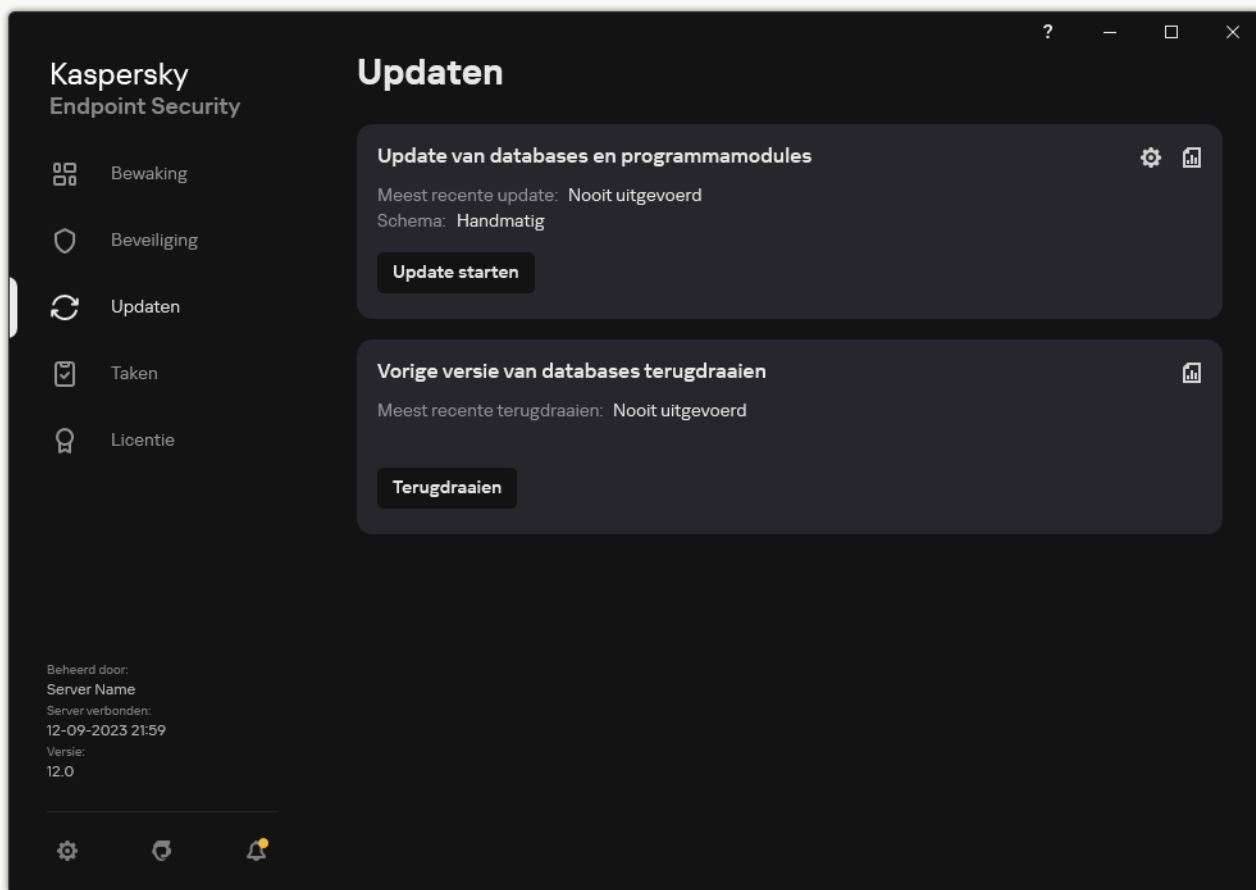 ?
Kaspersky
Endpoint Security
Bewaking
Beveiliging
Updaten
Taken
Licentie
Beheerd door:
Server Name
Server verbonden:
12-09-2023 21:59
Versie:
12.0
Updaten
Update van databases en programmamodules
Meest recente update: Nooit uitgevoerd
Schema: Handmatig
Update starten
Vorige versie van databases terugdraaien
Meest recente terugdraaien: Nooit uitgevoerd
Terugdraaien